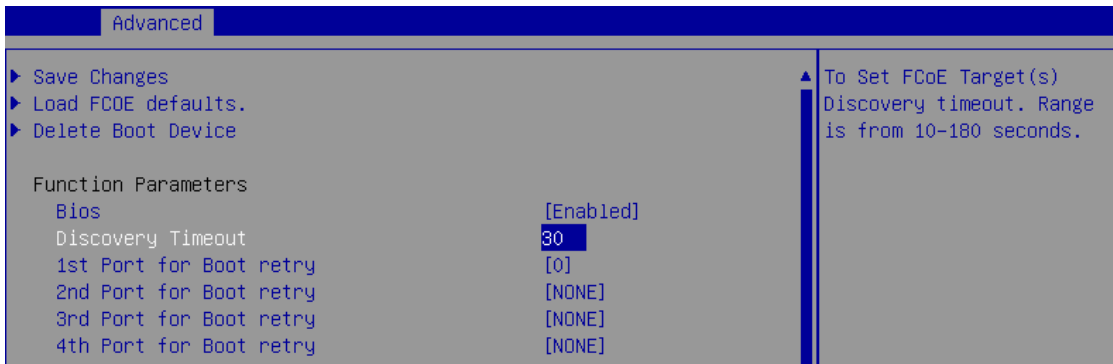 Advanced
Save Changes
Load FCOE defaults.
Delete Boot Device
Function Parameters
Bios [Enabled]
Discovery Timeout 30
1st Port for Boot retry [0]
2nd Port for Boot retry [NONE]
3rd Port for Boot retry [NONE]
4th Port for Boot retry [NONE]
To Set FCoE Target(s)
Discovery timeout. Range
is from 10-180 seconds.